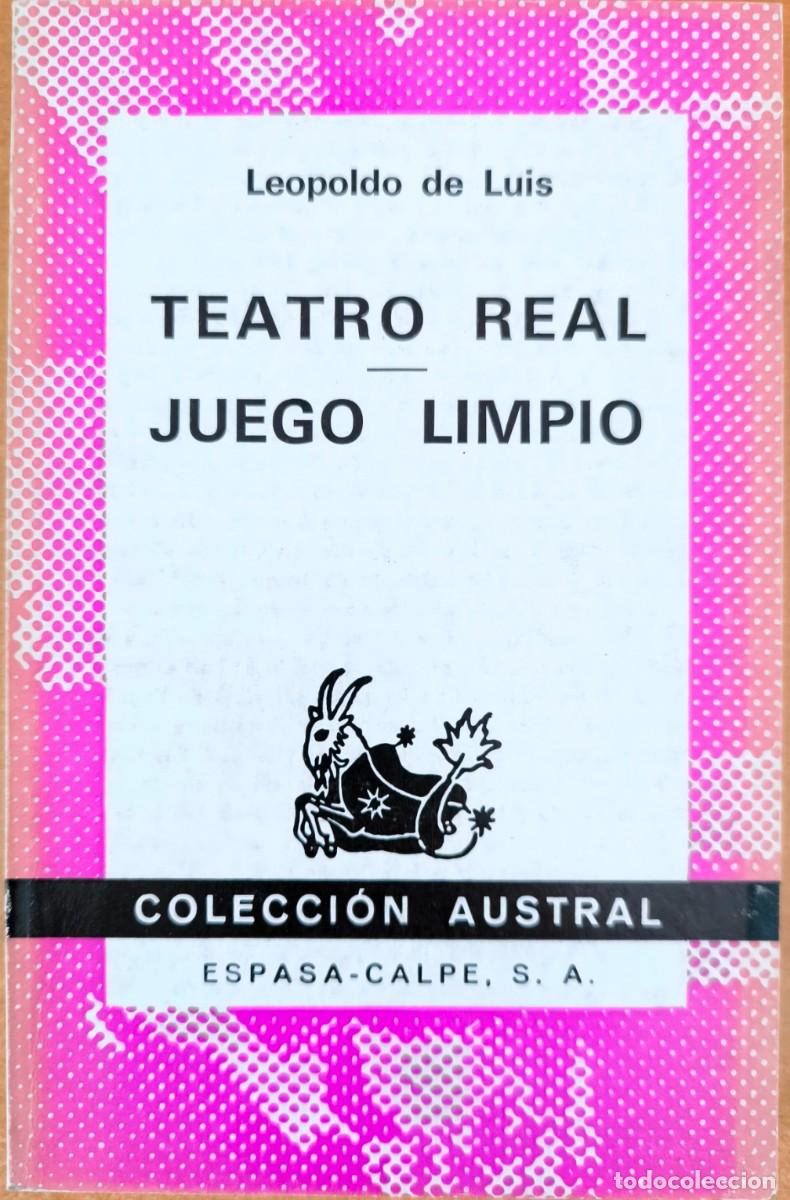 Leopoldo de Luis
TEATRO REAL
JUEGO LIMPIO
COLECCIÓN AUSTRAL
ESPASA-CALPE, S. A.
todocoleccion